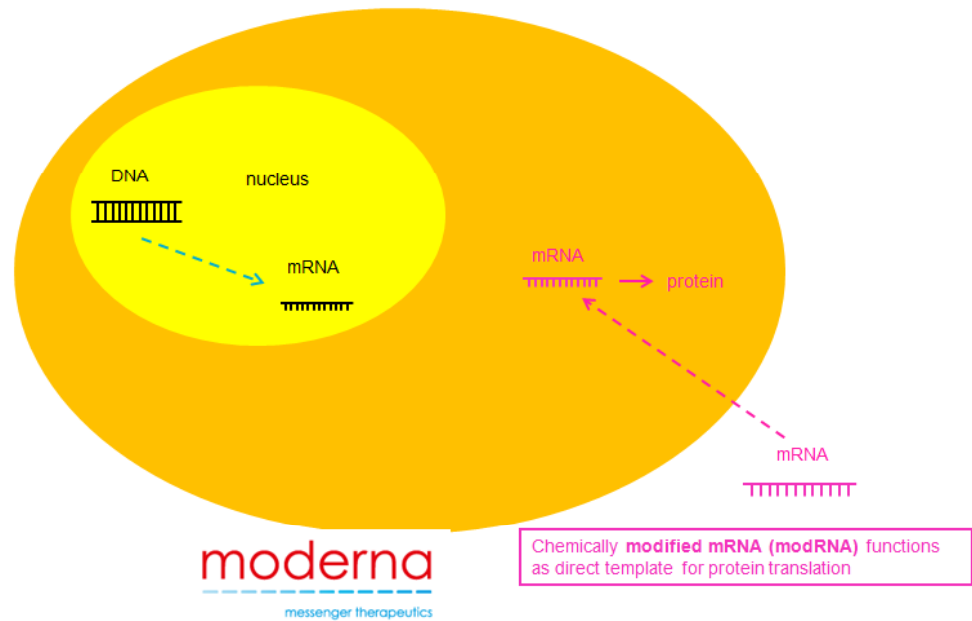 DNA
nucleus
mRNA
mRNA
protein
mRNA
moderna
messenger therapeutics
Chemically modified mRNA (modRNA) functions
as direct template for protein translation